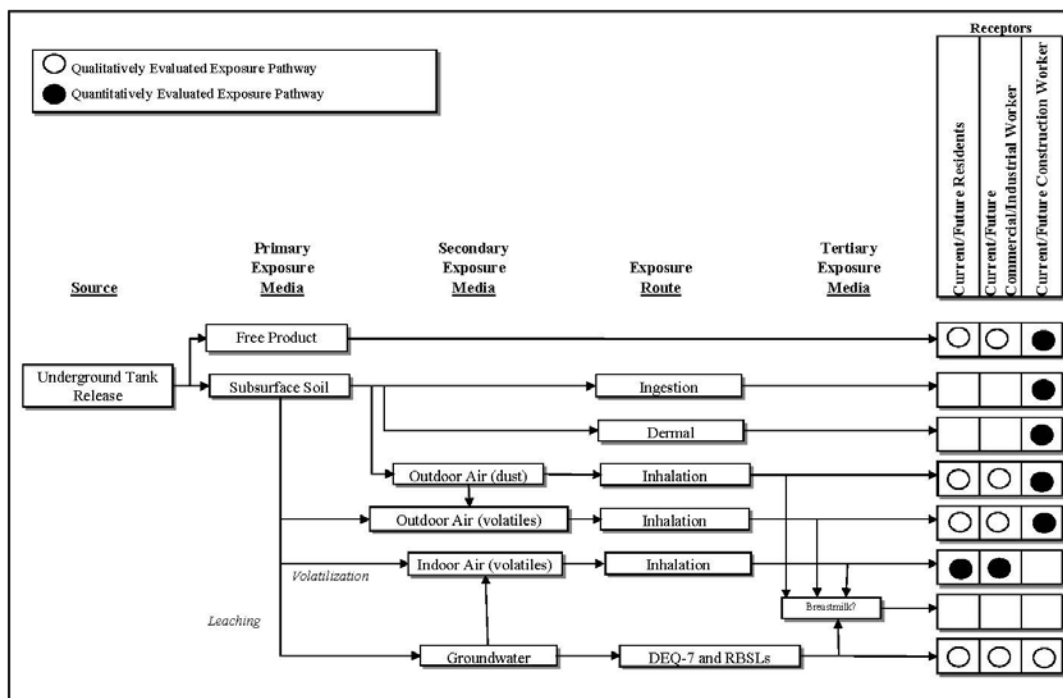 Receptors
Qualitatively Evaluated Exposure Pathway
Quantitatively Evaluated Exposure Pathway
Current/Future Residents
Current/Future
Commercial/Industrial Worker
Current/Future Construction Worker
Source
Primary
Exposure
Media
Secondary
Exposure
Media
Exposure
Route
Tertiary
Exposure
Media
Free Product
Underground Tank
Release
Subsurface Soil
Ingestion
Dermal
Outdoor Air (dust)
Inhalation
Outdoor Air (volatiles)
Inhalation
Volatilization
Indoor Air (volatiles)
Inhalation
Leaching
Breastmilk?
Groundwater
DEQ-7 and RBSLs